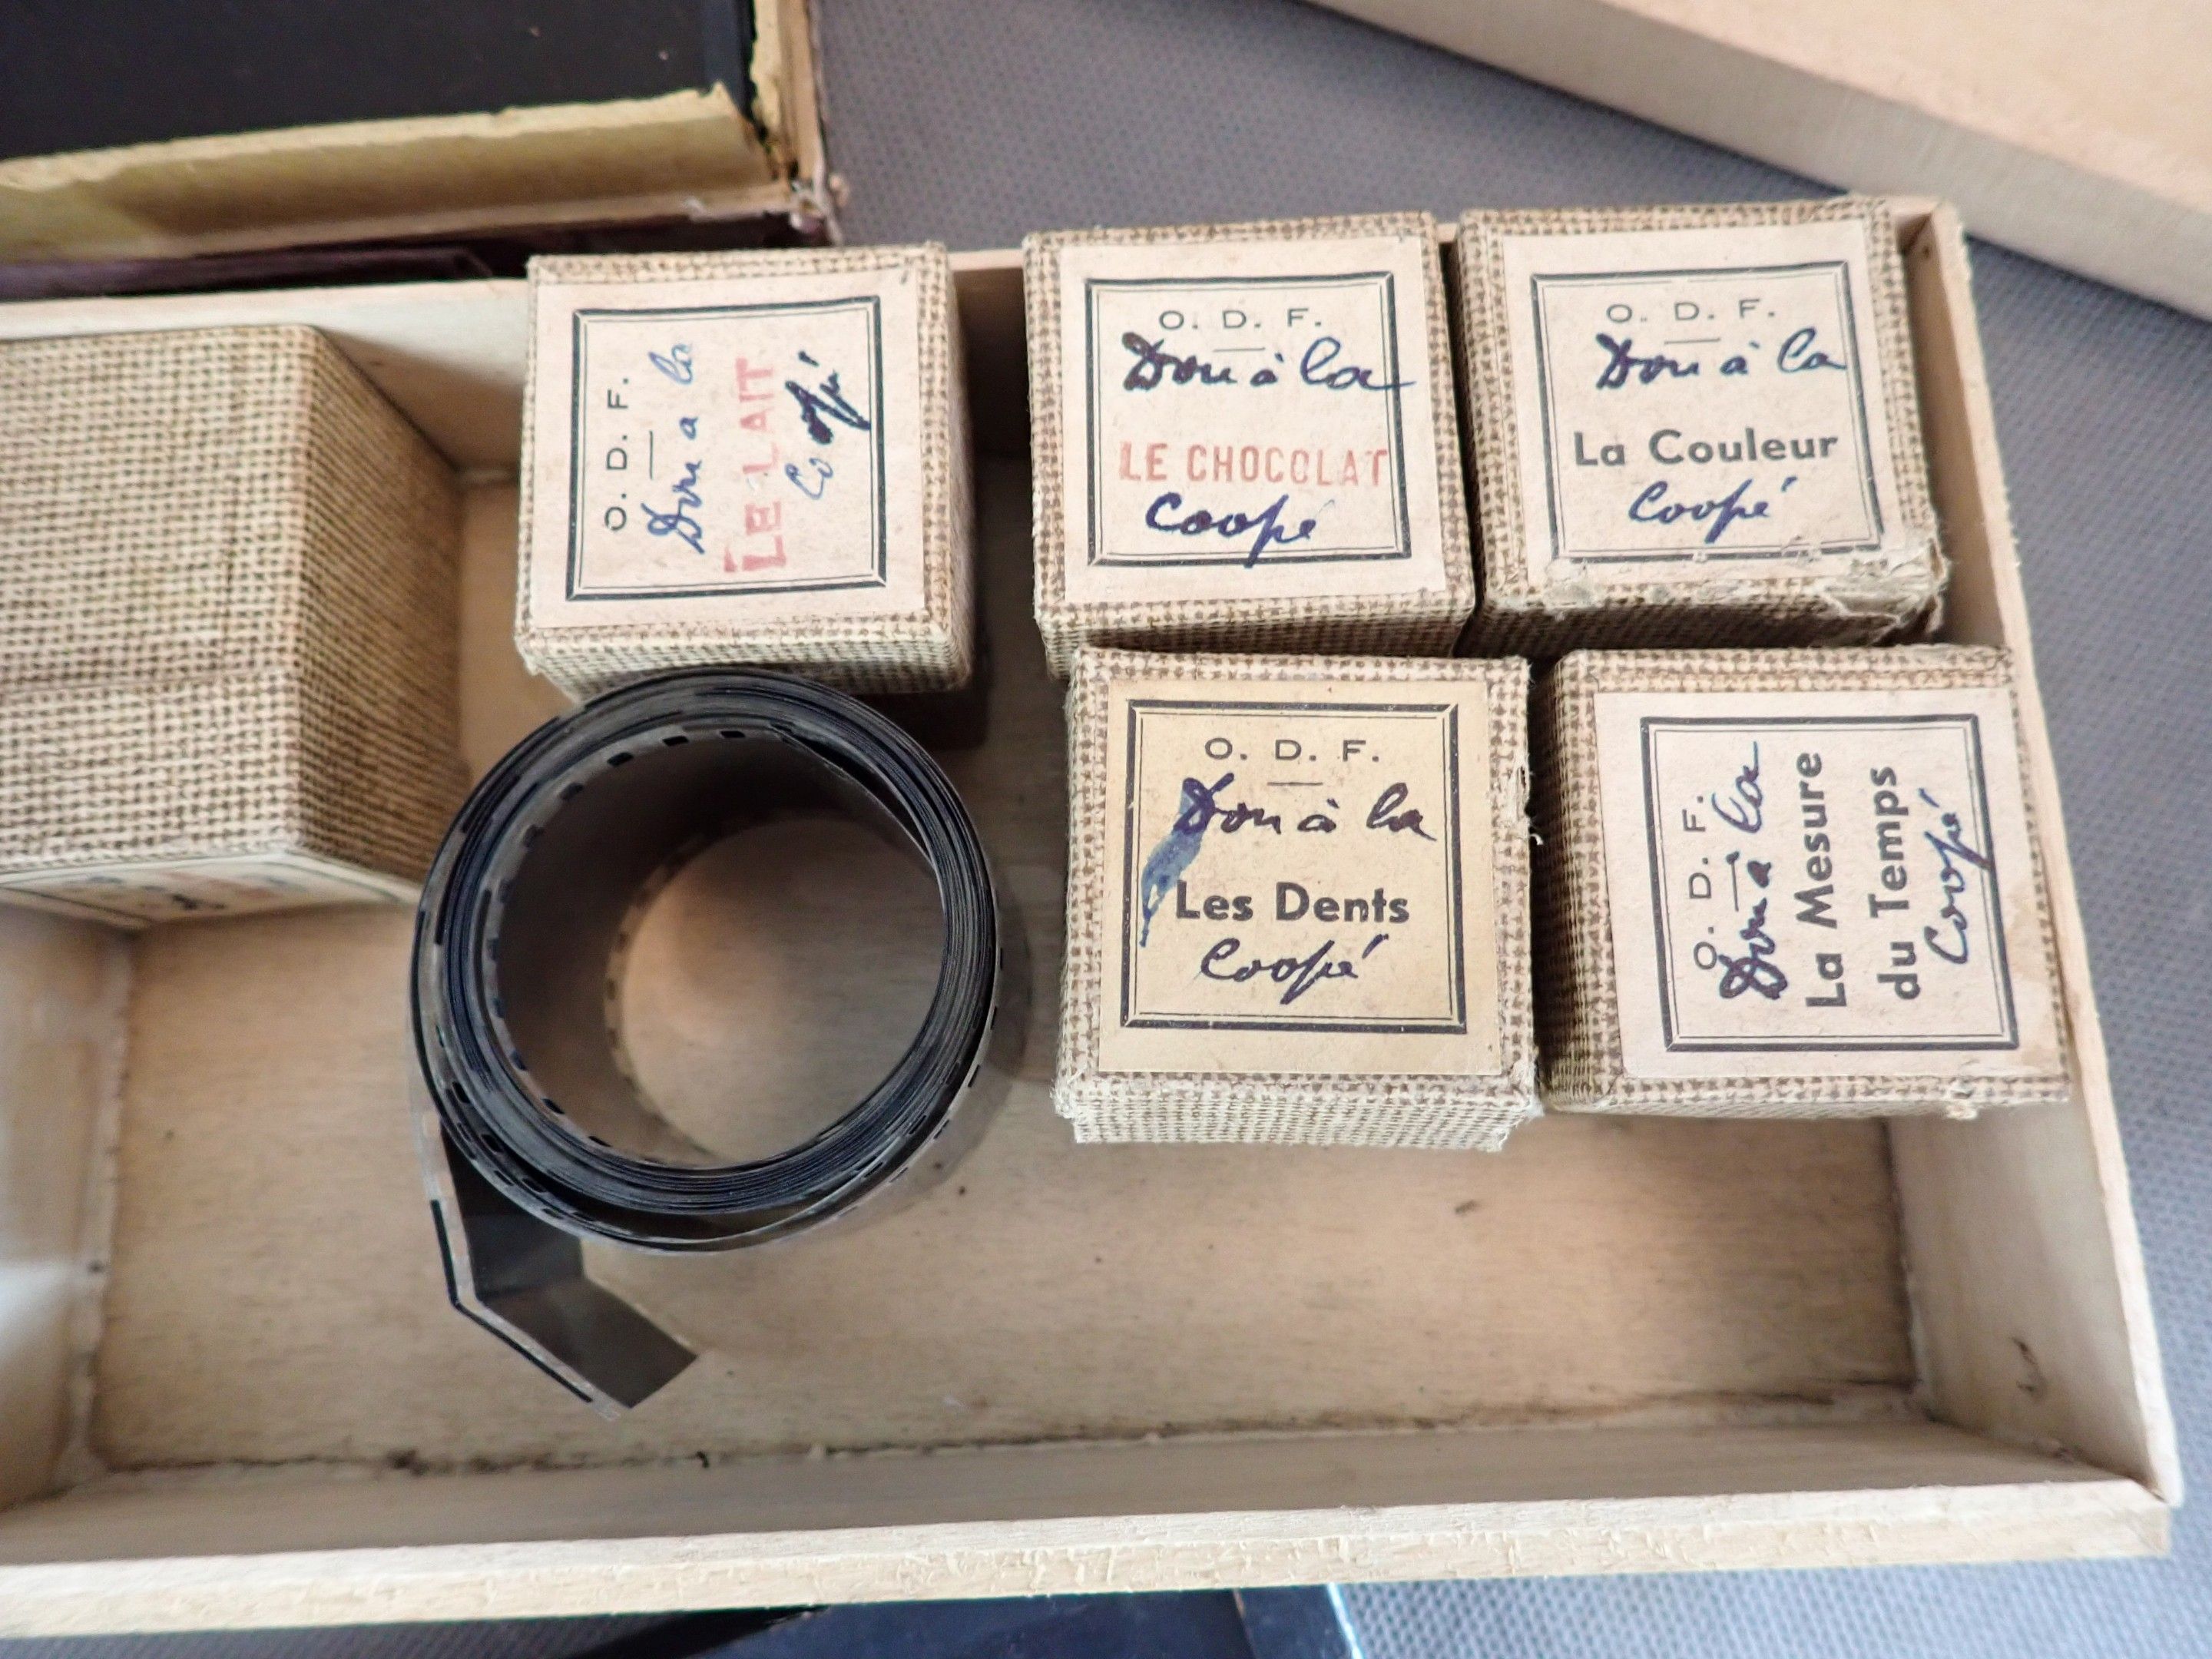 O. D. F.
Don a la
LE LAIT
Coopé
O. D. F.
Don à la
LE CHOCOLAT
Coopé
O. D. F.
Don à la
La Couleur
Coopé
O. D. F.
Don à la
Les Dents
Coopé
O. D. F.
Don à la
La Mesure
du Temps
Coopé